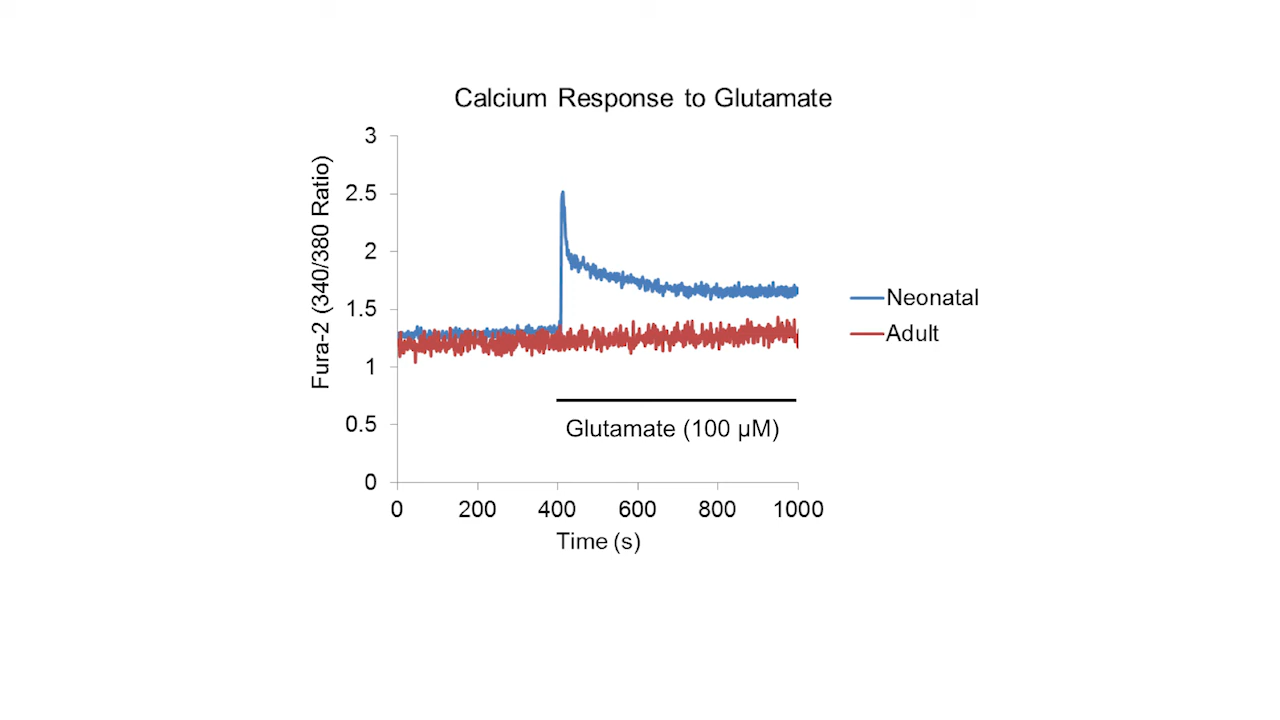 Calcium Response to Glutamate
Fura-2 (340/380 Ratio)
3
2.5
2
1.5
1
0.5
0
Neonatal
Adult
Glutamate (100 µM)
0 200 400 600 800 1000
Time (s)